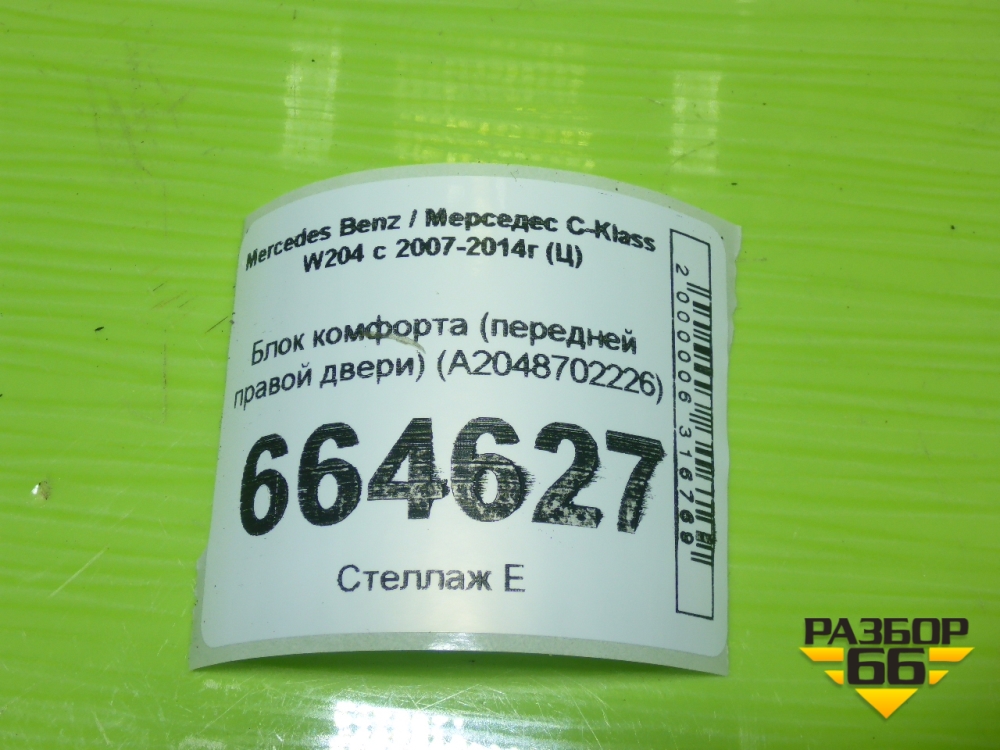 Mercedes Benz / Мерседес C-Klass
W204 с 2007-2014г (Ц)
Блок комфорта (передней
правой двери) (A2048702226)
664627
Стеллаж Е
2000006316769
РАЗБОР
66